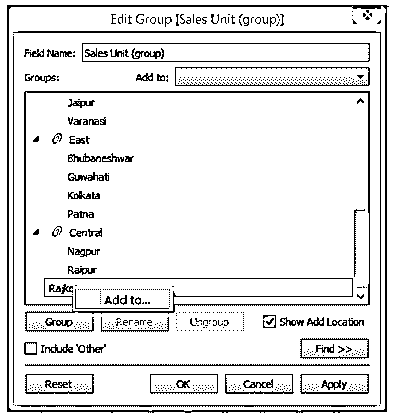 Edit Group [Sales Unit (group)]
Field Name: Sales Unit (group)
Groups: Add to:
Jaipur
Varanasi
East
Bhubaneshwar
Guwahati
Kolkata
Patna
Central
Nagpur
Raipur
Add to...
Group Rename Ungroup Show Add Location
Include 'Other' Find >>
Reset OK Cancel Apply